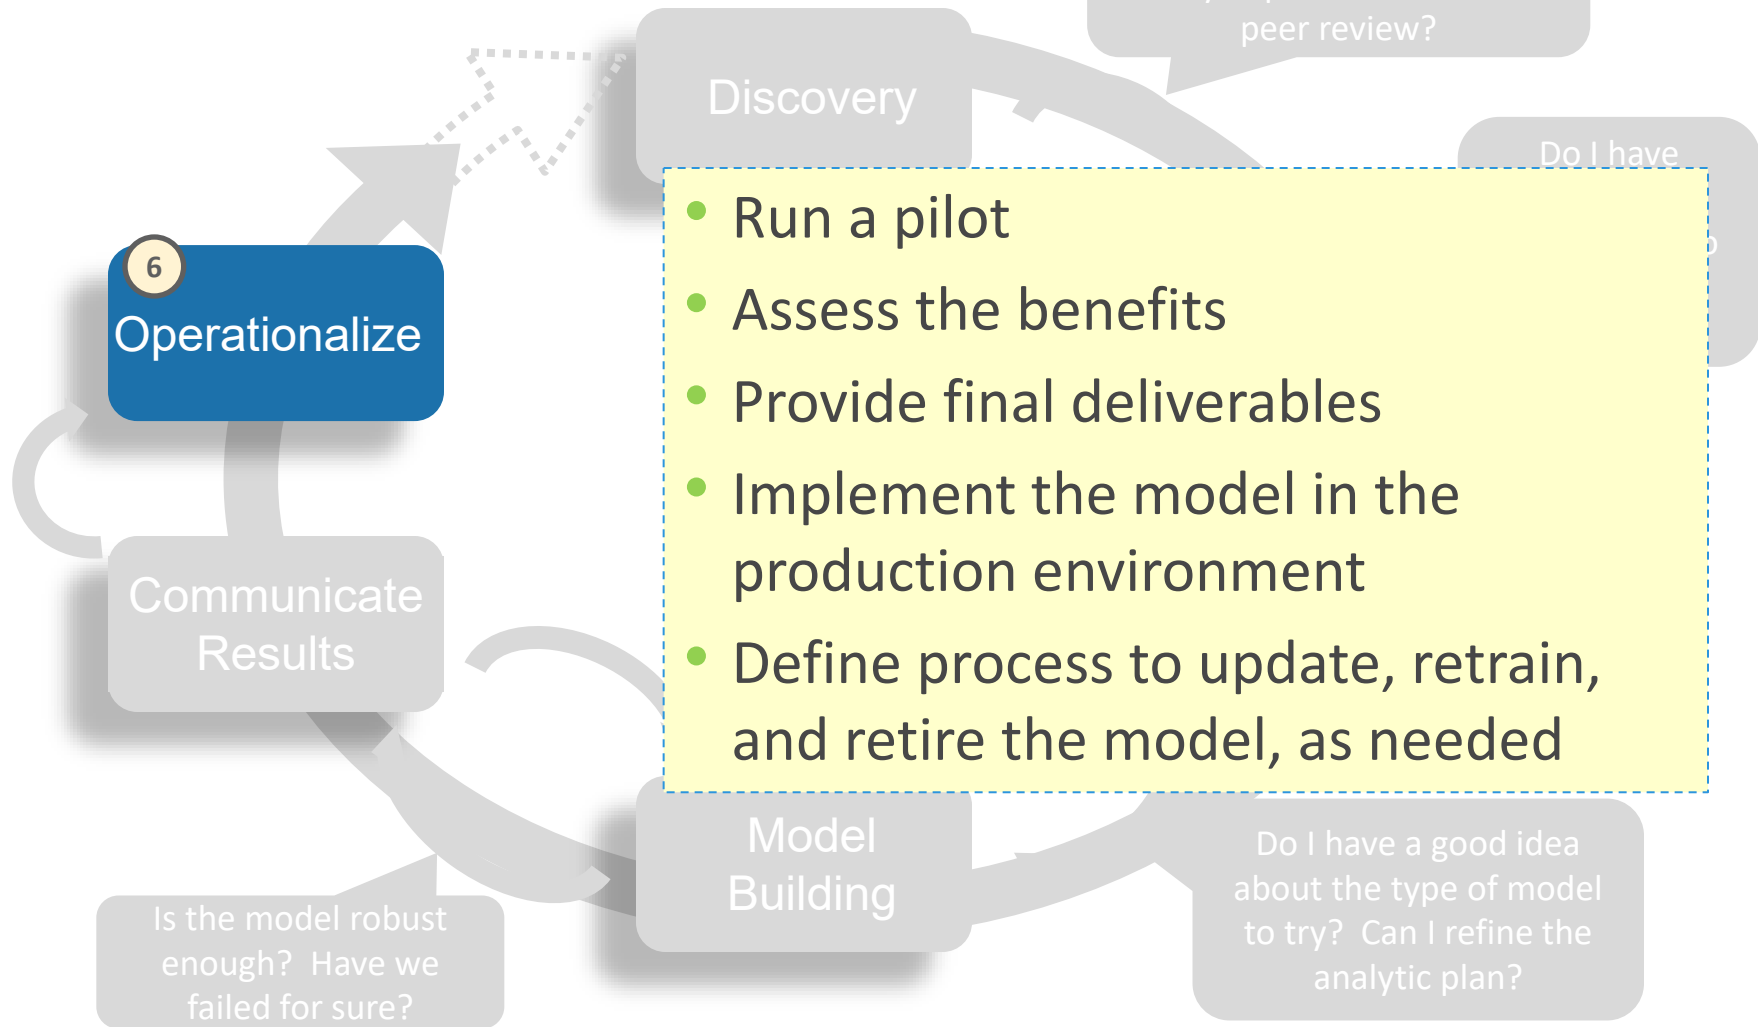 peer review?
Discovery
Do I have
• Run a pilot
• Assess the benefits
• Provide final deliverables
• Implement the model in the
production environment
• Define process to update, retrain,
and retire the model, as needed
6
Operationalize
Communicate
Results
Model
Building
Do I have a good idea
about the type of model
to try? Can I refine the
analytic plan?
Is the model robust
enough? Have we
failed for sure?